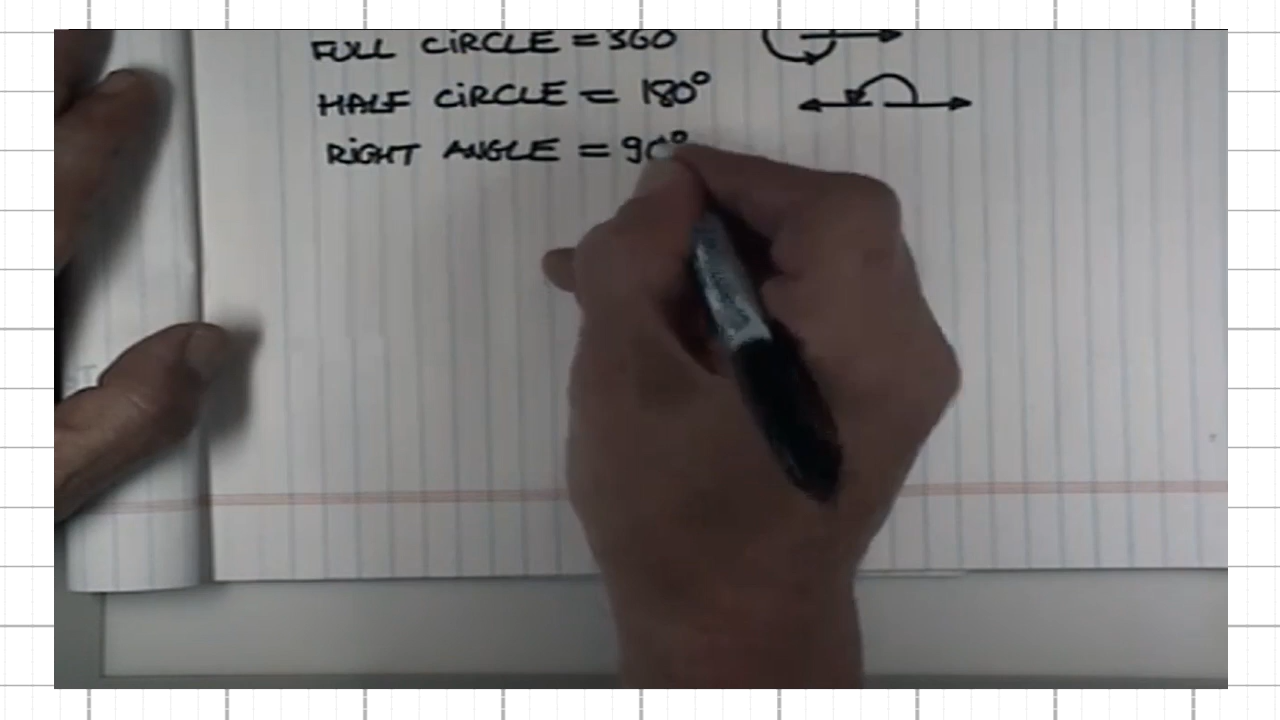 FULL CiRCLE = 360
HALF CiRCLE = 180°
RiGHT ANGLE = 90°